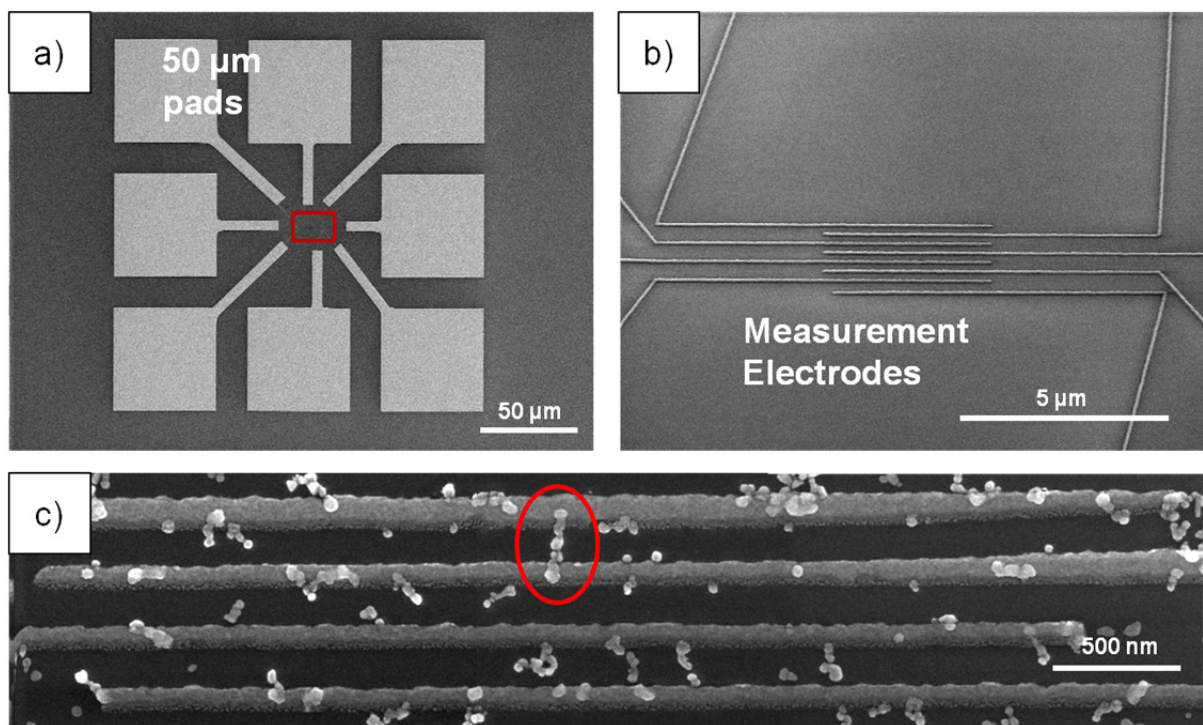 a)
50 µm
pads
50 µm
b)
Measurement
Electrodes
5 µm
c)
500 nm